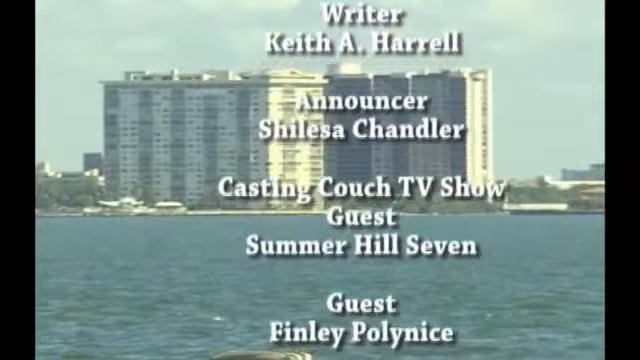 Writer
Keith A. Harrell
Announcer
Shilesa Chandler
Casting Couch TV Show
Guest
Summer Hill Seven
Guest
Finley Polynice